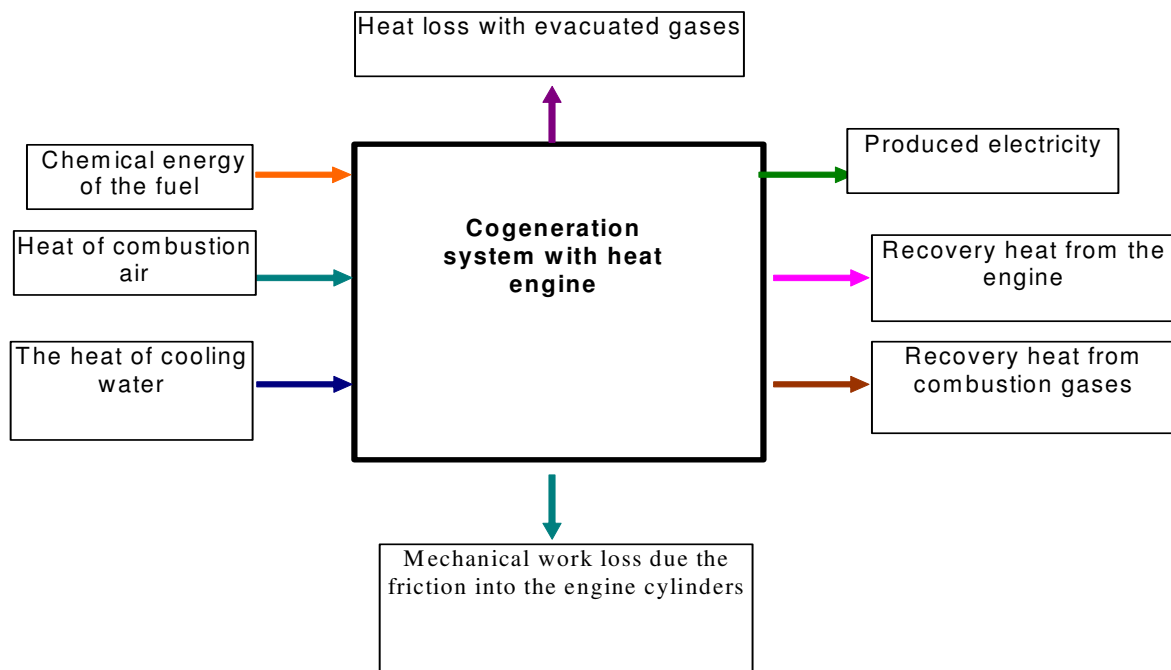 Heat loss with evacuated gases
Chemical energy
of the fuel
Produced electricity
Heat of combustion
air
Cogeneration
system with heat
engine
Recovery heat from the
engine
The heat of cooling
water
Recovery heat from
combustion gases
Mechanical work loss due the
friction into the engine cylinders